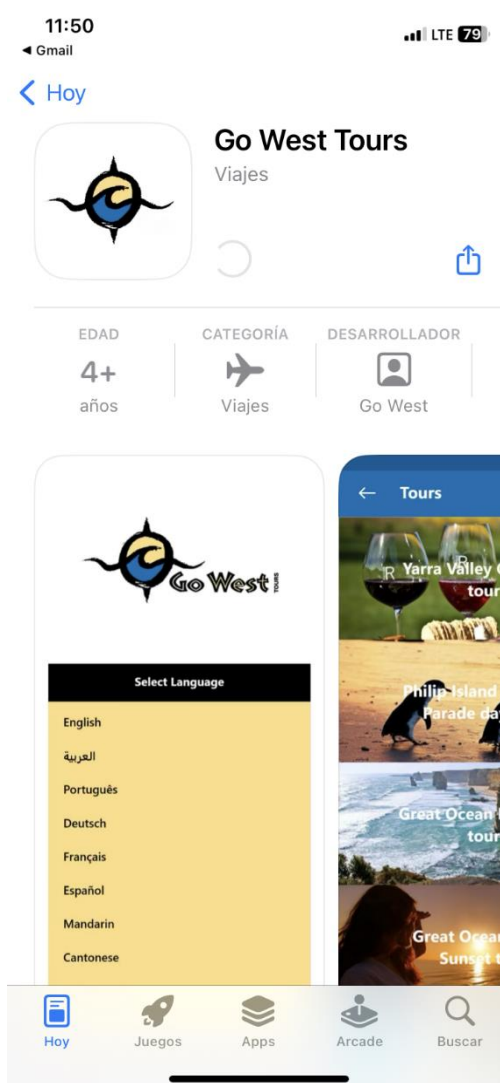 11:50
LTE 79
Gmail
Hoy
Go West Tours
Viajes
EDAD
4+
años
CATEGORÍA
Viajes
DESARROLLADOR
Go West
Go West TOURS
Select Language
English
العربية
Português
Deutsch
Français
Español
Mandarin
Cantonese
Tours
Yarra Valley
tour
Philip Island
Parade da
Great Ocean
tour
Great Ocean
Sunset t
Hoy
Juegos
Apps
Arcade
Buscar